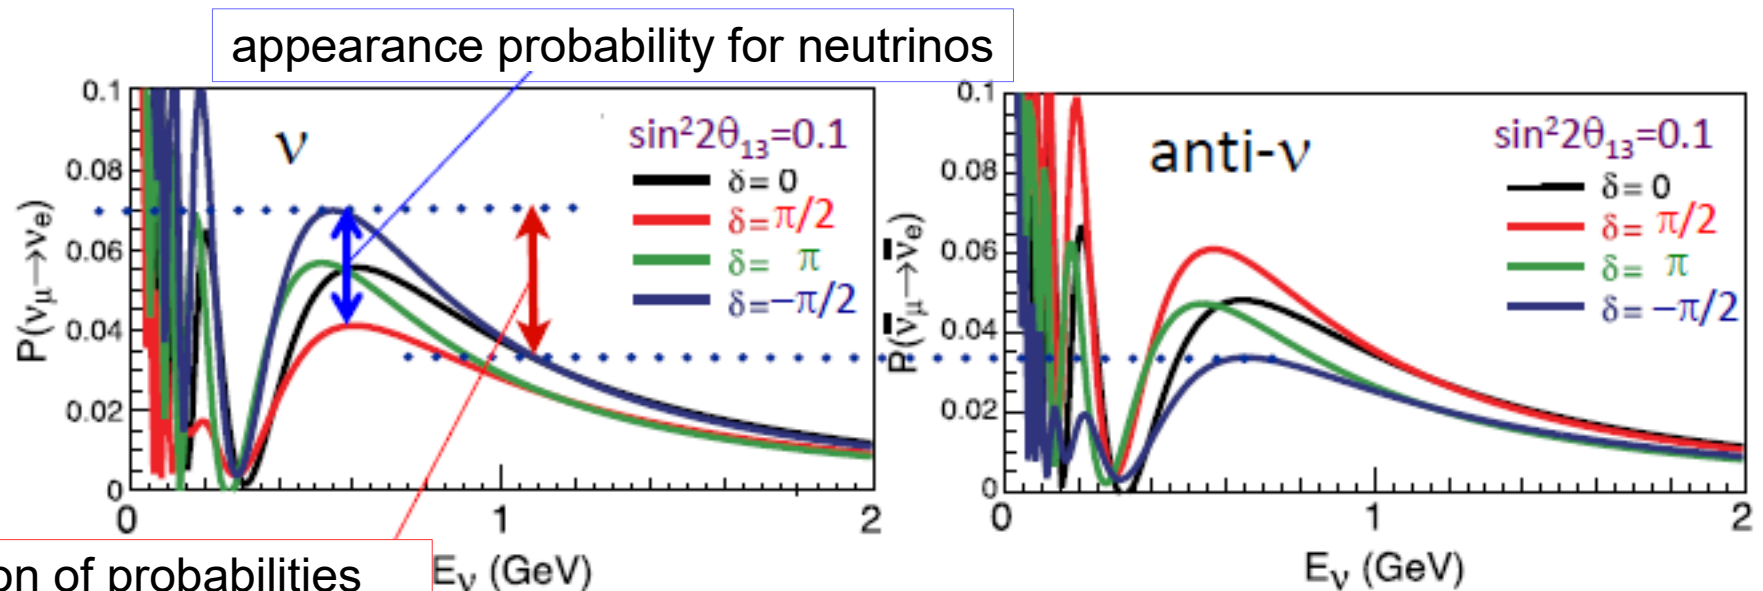 appearance probability for neutrinos
ν
sin²2θ₁₃=0.1
δ= 0
δ= π/2
δ= π
δ=−π/2
P(νμ→νe)
0.1
0.08
0.06
0.04
0.02
0
0 1 2
Eν (GeV)
on of probabilities
anti-ν
sin²2θ₁₃=0.1
δ= 0
δ= π/2
δ= π
δ=−π/2
P(ν̄μ→ν̄e)
0.1
0.08
0.06
0.04
0.02
0
0 1 2
Eν (GeV)